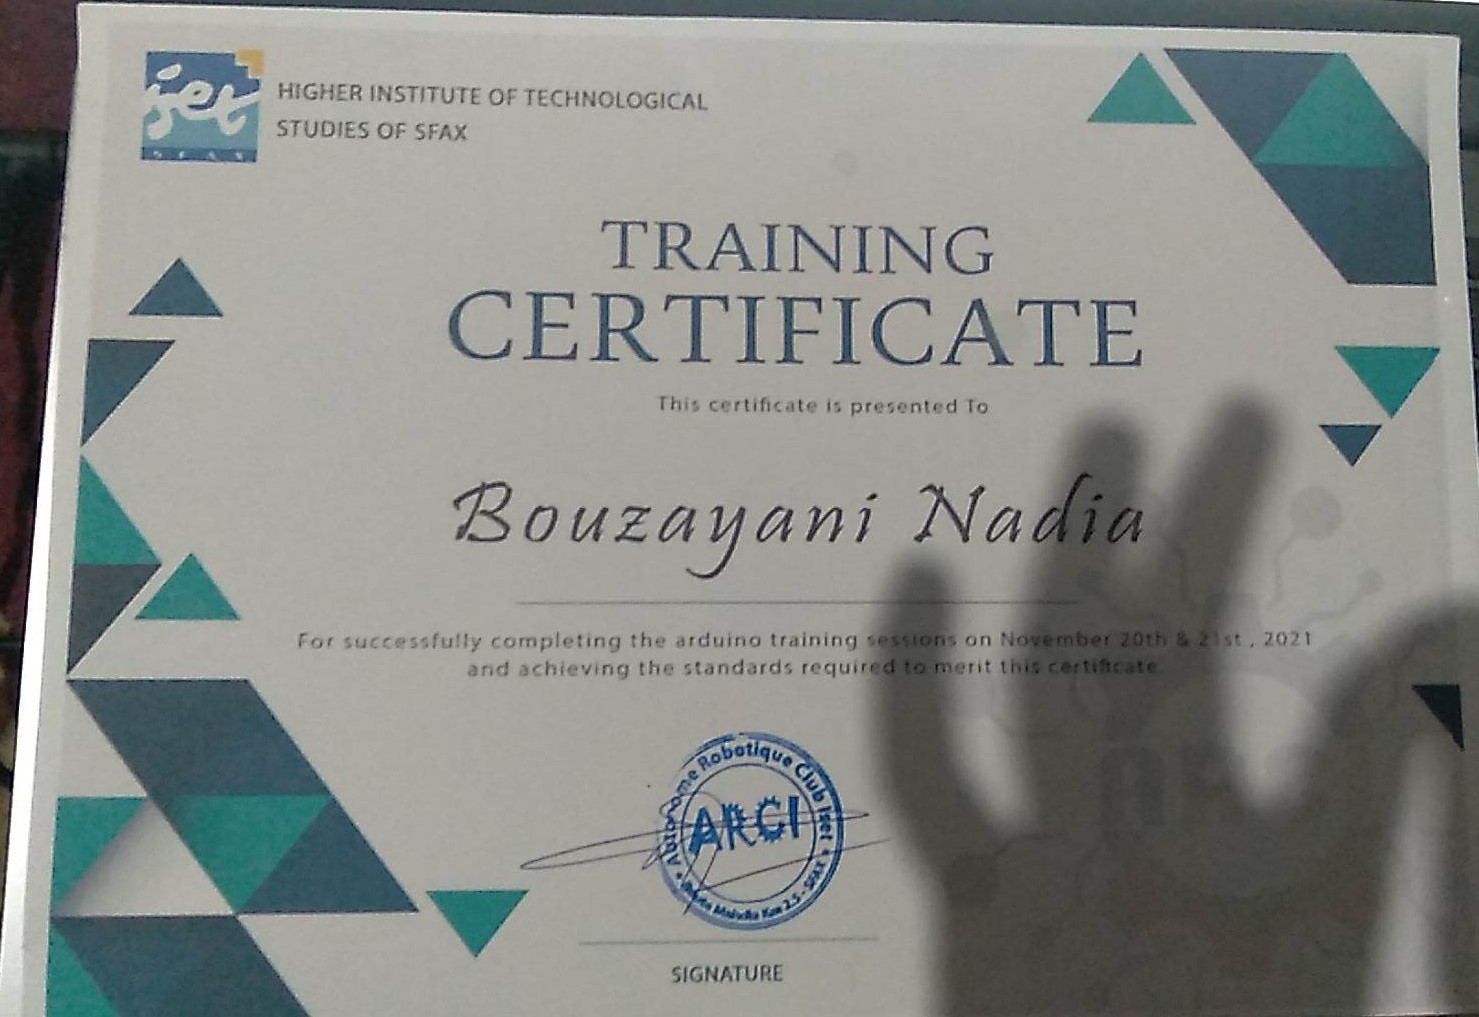 iset
SFAX
HIGHER INSTITUTE OF TECHNOLOGICAL
STUDIES OF SFAX
TRAINING
CERTIFICATE
This certificate is presented To
Bouzayani Nadia
For successfully completing the arduino training sessions on November 20th & 21st , 2021
and achieving the standards required to merit this certificate.
Autonome Robotique Club Iset
ARCI
Route Mahdia Km 2.5 - SFAX
SIGNATURE